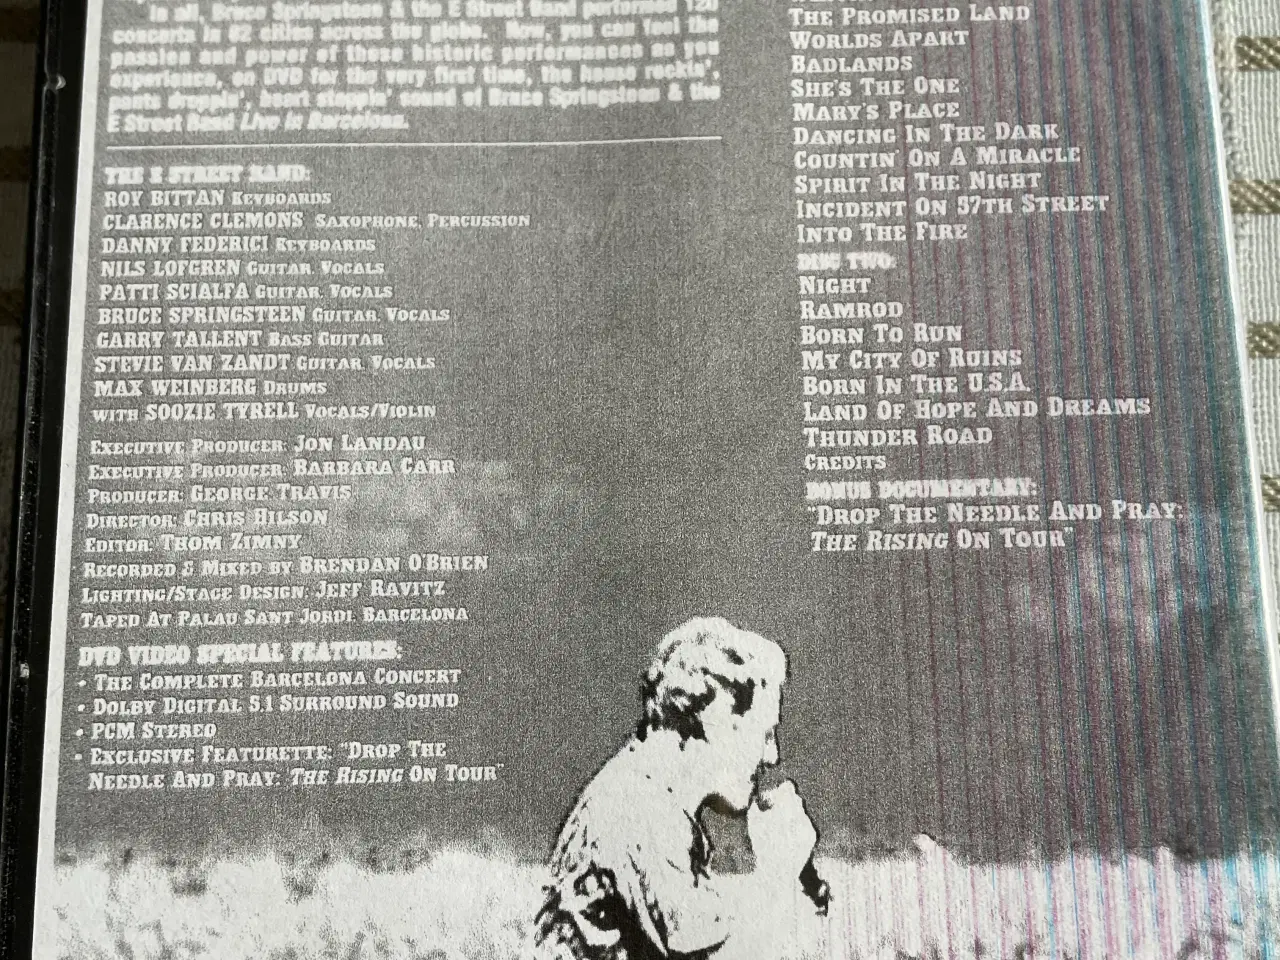 In all, Bruce Springsteen & the E Street Band performed 120
concerts in 82 cities across the globe. Now, you can feel the
passion and power of those historic performances as you
experience, on DVD for the very first time, the house rockin',
pants droppin', heart stoppin' sound of Bruce Springsteen & the
E Street Band Live in Barcelona.
THE E STREET BAND:
ROY BITTAN KEYBOARDS
CLARENCE CLEMONS SAXOPHONE, PERCUSSION
DANNY FEDERICI KEYBOARDS
NILS LOFGREN GUITAR, VOCALS
PATTI SCIALFA GUITAR, VOCALS
BRUCE SPRINGSTEEN GUITAR, VOCALS
GARRY TALLENT BASS GUITAR
STEVIE VAN ZANDT GUITAR, VOCALS
MAX WEINBERG DRUMS
WITH SOOZIE TYRELL VOCALS/VIOLIN
EXECUTIVE PRODUCER: JON LANDAU
EXECUTIVE PRODUCER: BARBARA CARR
PRODUCER: GEORGE TRAVIS
DIRECTOR: CHRIS HILSON
EDITOR: THOM ZIMNY
RECORDED & MIXED BY BRENDAN O'BRIEN
LIGHTING/STAGE DESIGN: JEFF RAVITZ
TAPED AT PALAU SANT JORDI, BARCELONA
DVD VIDEO SPECIAL FEATURES:
• THE COMPLETE BARCELONA CONCERT
• DOLBY DIGITAL 5.1 SURROUND SOUND
• PCM STEREO
• EXCLUSIVE FEATURETTE: "DROP THE
NEEDLE AND PRAY: THE RISING ON TOUR"
THE PROMISED LAND
WORLDS APART
BADLANDS
SHE'S THE ONE
MARY'S PLACE
DANCING IN THE DARK
COUNTIN' ON A MIRACLE
SPIRIT IN THE NIGHT
INCIDENT ON 57TH STREET
INTO THE FIRE
DISC TWO:
NIGHT
RAMROD
BORN TO RUN
MY CITY OF RUINS
BORN IN THE U.S.A.
LAND OF HOPE AND DREAMS
THUNDER ROAD
CREDITS
BONUS DOCUMENTARY:
"DROP THE NEEDLE AND PRAY:
THE RISING ON TOUR"